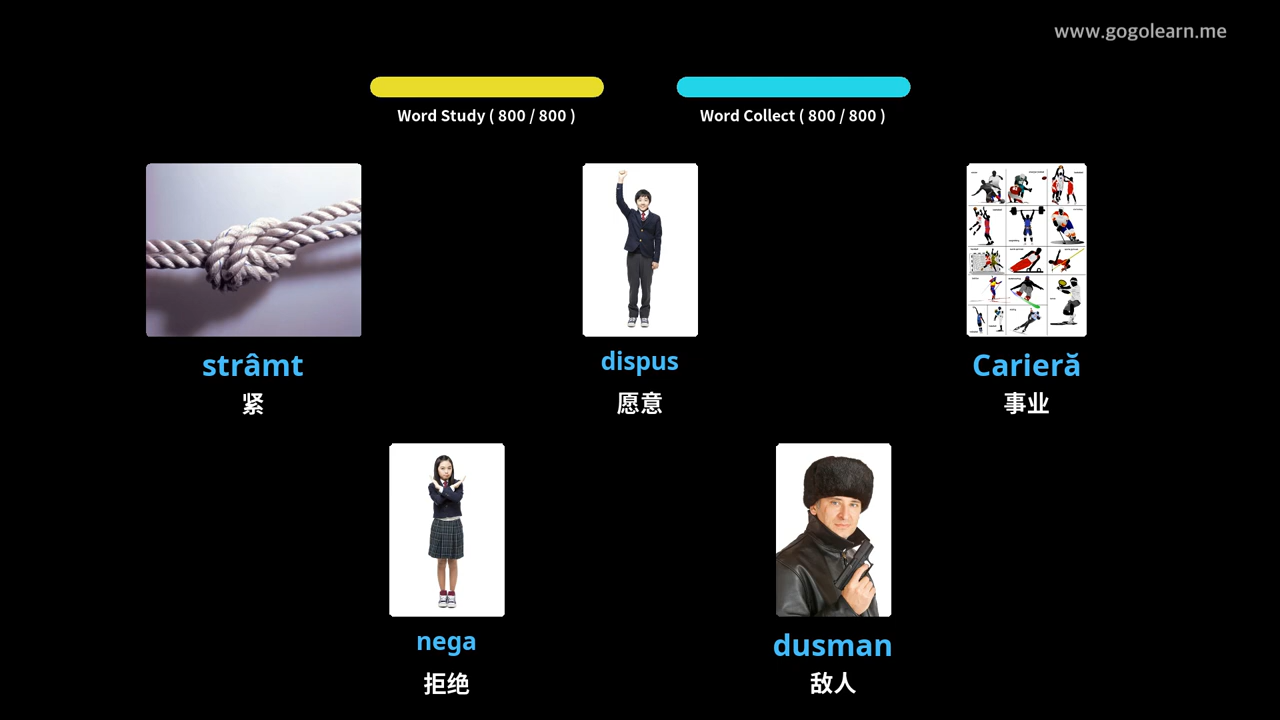 www.gogolearn.me
Word Study ( 800 / 800 )
Word Collect ( 800 / 800 )
strâmt
紧
dispus
愿意
Carieră
事业
nega
拒绝
dusman
敌人